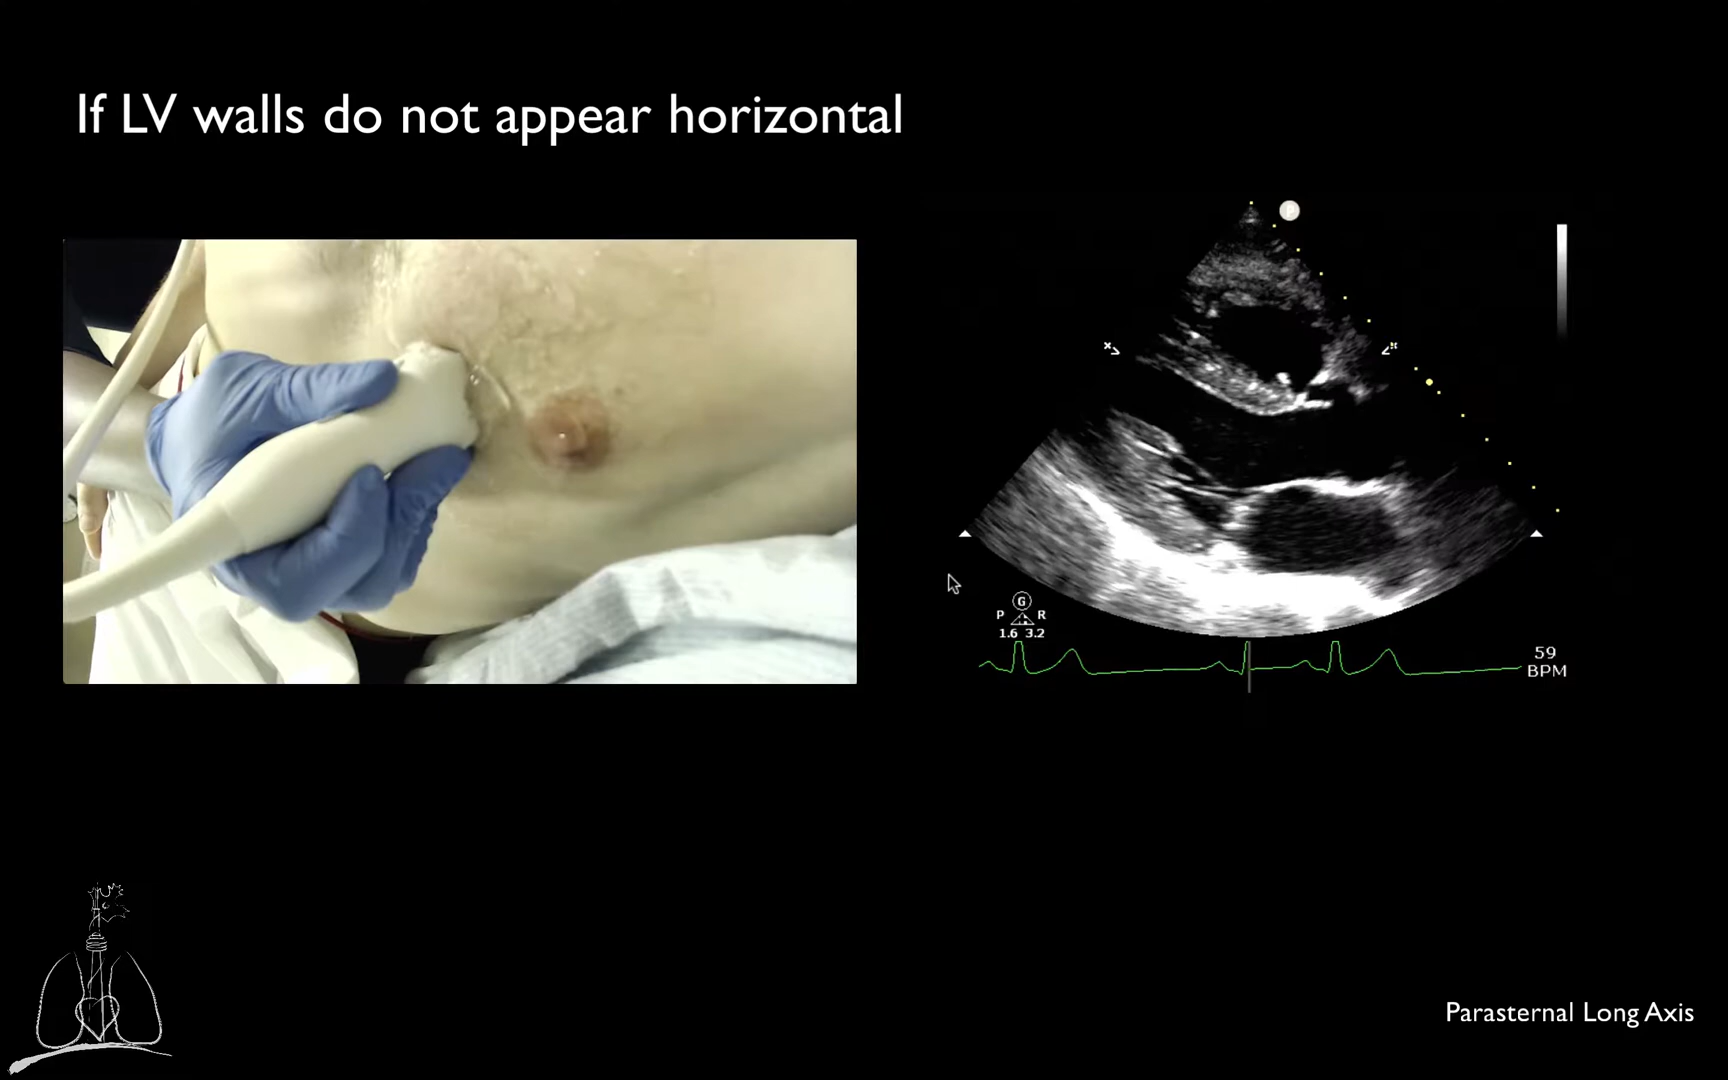 If LV walls do not appear horizontal
P
G
P R
1.6 3.2
59
BPM
Parasternal Long Axis